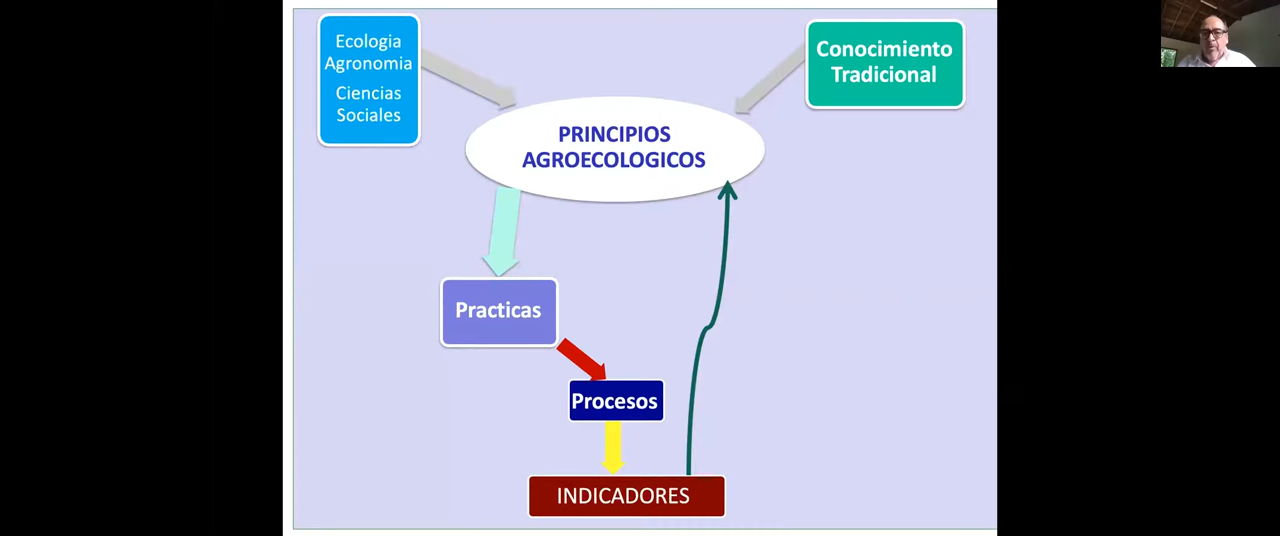 Ecologia
Agronomia
Ciencias
Sociales
Conocimiento
Tradicional
PRINCIPIOS
AGROECOLOGICOS
Practicas
Procesos
INDICADORES